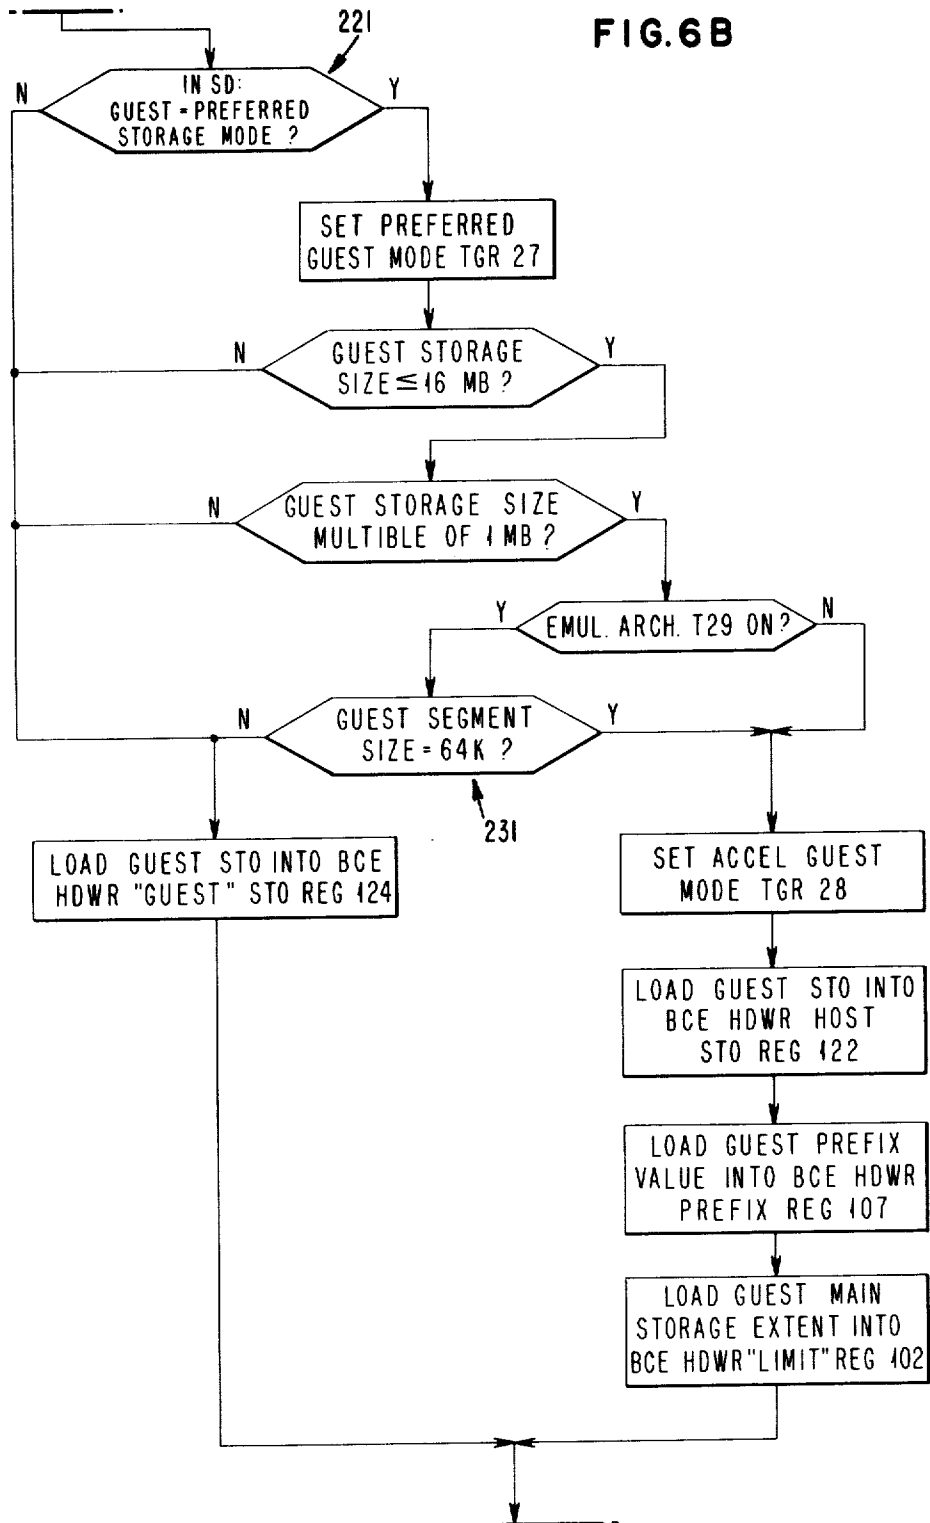 FIG.6B
221
N
IN SD:
GUEST = PREFERRED
STORAGE MODE ?
Y
SET PREFERRED
GUEST MODE TGR 27
N
GUEST STORAGE
SIZE ≦ 16 MB ?
Y
N
GUEST STORAGE SIZE
MULTIBLE OF 1 MB ?
Y
Y
EMUL. ARCH. T29 ON ?
N
N
GUEST SEGMENT
SIZE = 64K ?
Y
231
LOAD GUEST STO INTO BCE
HDWR "GUEST" STO REG 124
SET ACCEL GUEST
MODE TGR 28
LOAD GUEST STO INTO
BCE HDWR HOST
STO REG 122
LOAD GUEST PREFIX
VALUE INTO BCE HDWR
PREFIX REG 107
LOAD GUEST MAIN
STORAGE EXTENT INTO
BCE HDWR "LIMIT" REG 102